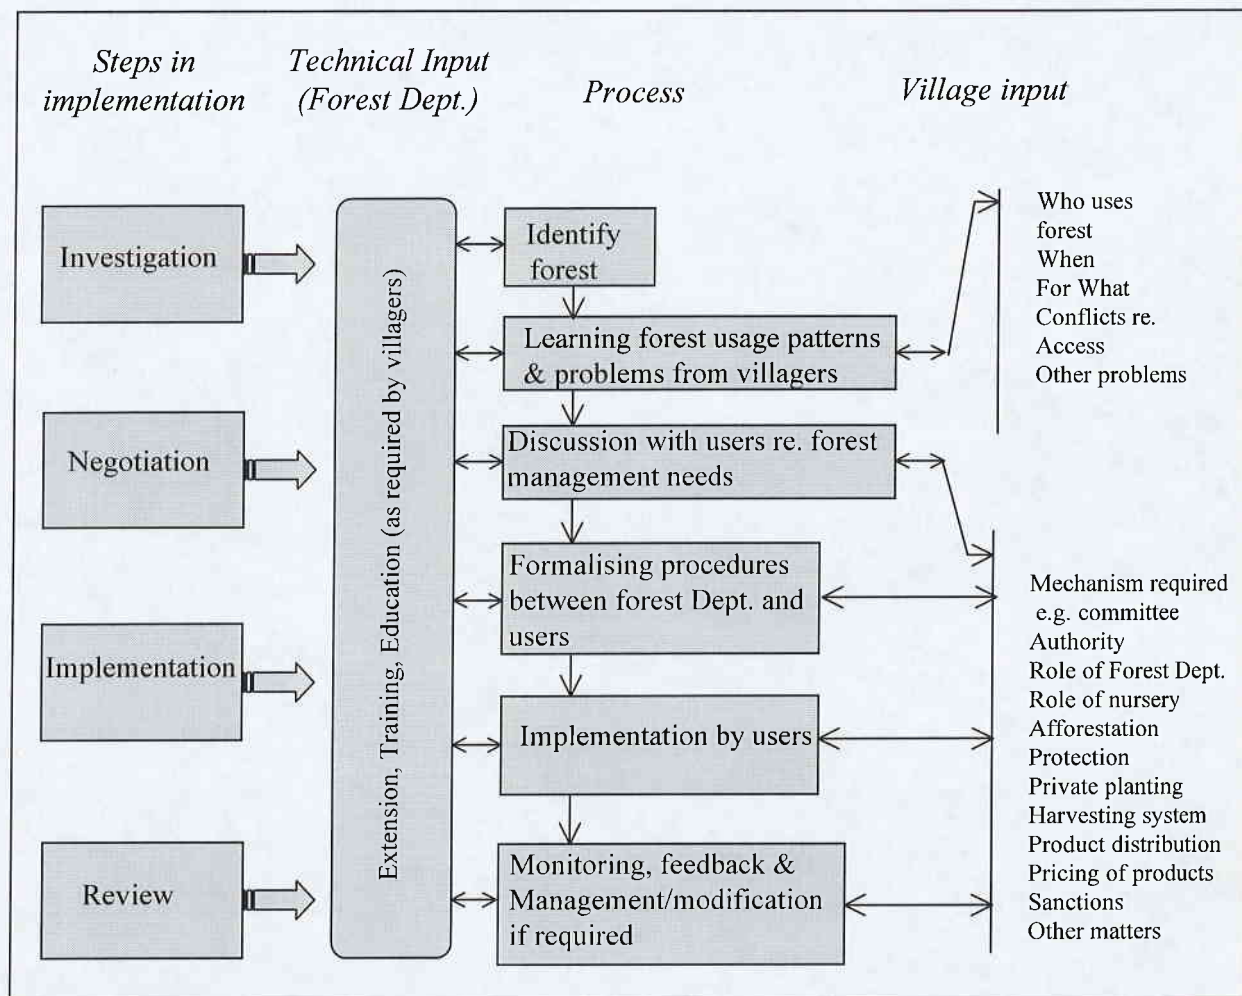 Steps in
implementation
Technical Input
(Forest Dept.)
Process
Village input
Investigation
Negotiation
Implementation
Review
Extension, Training, Education (as required by villagers)
Identify
forest
Learning forest usage patterns
& problems from villagers
Discussion with users re. forest
management needs
Formalising procedures
between forest Dept. and
users
Implementation by users
Monitoring, feedback &
Management/modification
if required
Who uses
forest
When
For What
Conflicts re.
Access
Other problems
Mechanism required
e.g. committee
Authority
Role of Forest Dept.
Role of nursery
Afforestation
Protection
Private planting
Harvesting system
Product distribution
Pricing of products
Sanctions
Other matters